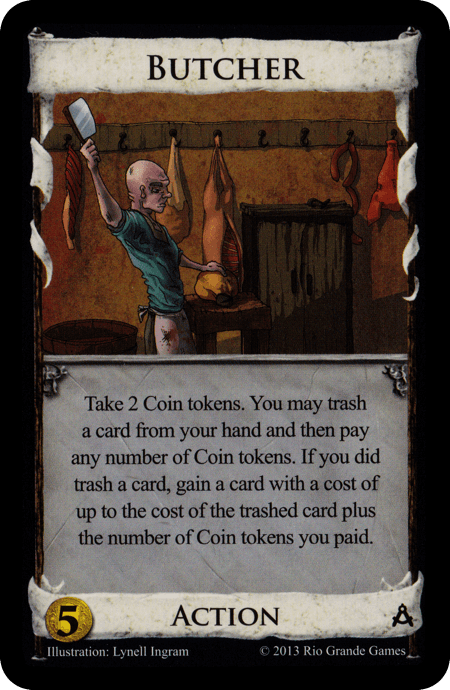 BUTCHER
Take 2 Coin tokens. You may trash
a card from your hand and then pay
any number of Coin tokens. If you did
trash a card, gain a card with a cost of
up to the cost of the trashed card plus
the number of Coin tokens you paid.
5
ACTION
Illustration: Lynell Ingram © 2013 Rio Grande Games